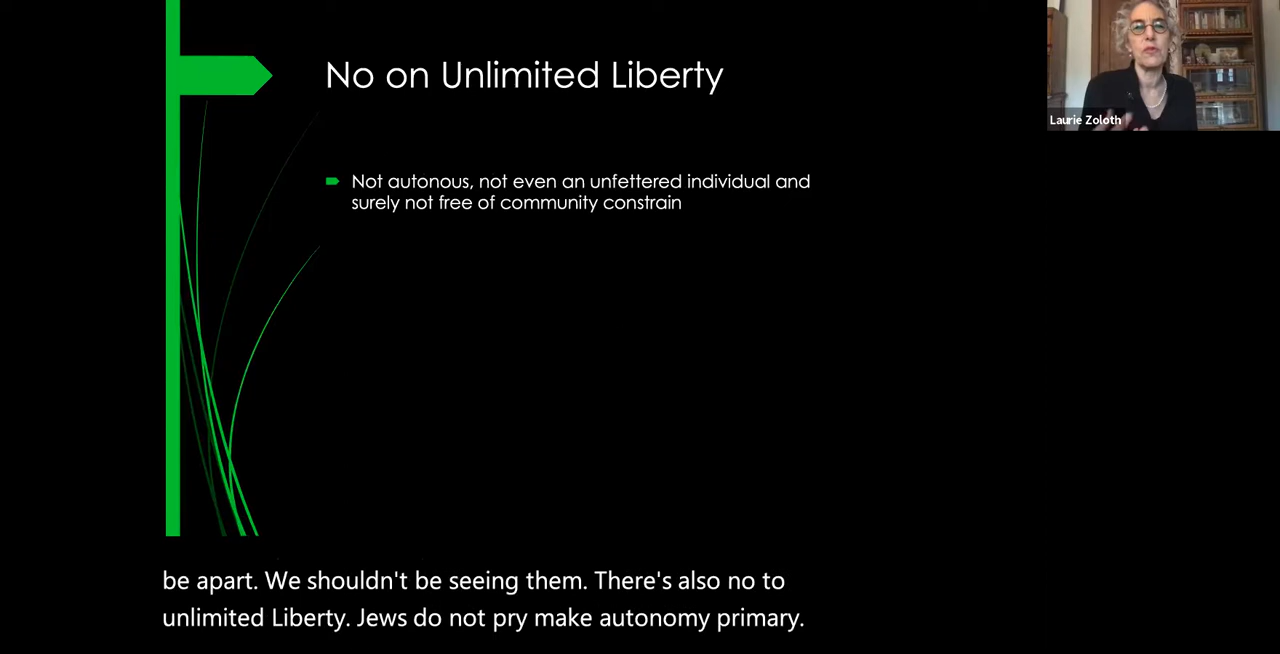 No on Unlimited Liberty
Laurie Zoloth
Not autonous, not even an unfettered individual and
surely not free of community constrain
be apart. We shouldn't be seeing them. There's also no to
unlimited Liberty. Jews do not pry make autonomy primary.